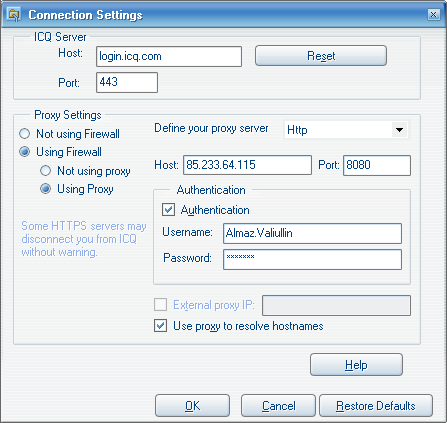 Connection Settings
ICQ Server
Host: login.icq.com Reset
Port: 443
Proxy Settings
Not using Firewall
Define your proxy server Http
Using Firewall
Not using proxy
Host: 85.233.64.115 Port: 8080
Using Proxy
Authentication
Authentication
Some HTTPS servers may
disconnect you from ICQ
without warning.
Username: Almaz.Valiullin
Password: *******
External proxy IP:
Use proxy to resolve hostnames
Help
OK Cancel Restore Defaults